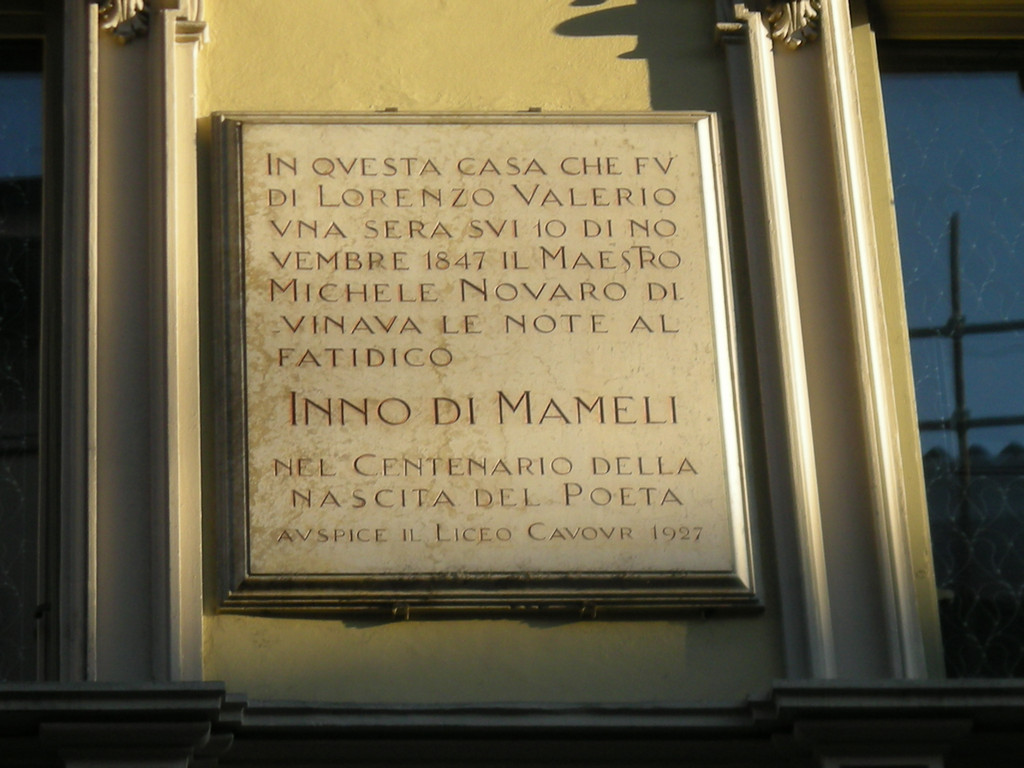 IN QVESTA CASA CHE FV
DI LORENZO VALERIO
VNA SERA SVI 10 DI NO
VEMBRE 1847 IL MAESTRO
MICHELE NOVARO DI
-VINAVA LE NOTE AL
FATIDICO
INNO DI MAMELI
NEL CENTENARIO DELLA
NASCITA DEL POETA
AVSPICE IL LICEO CAVOVR 1927